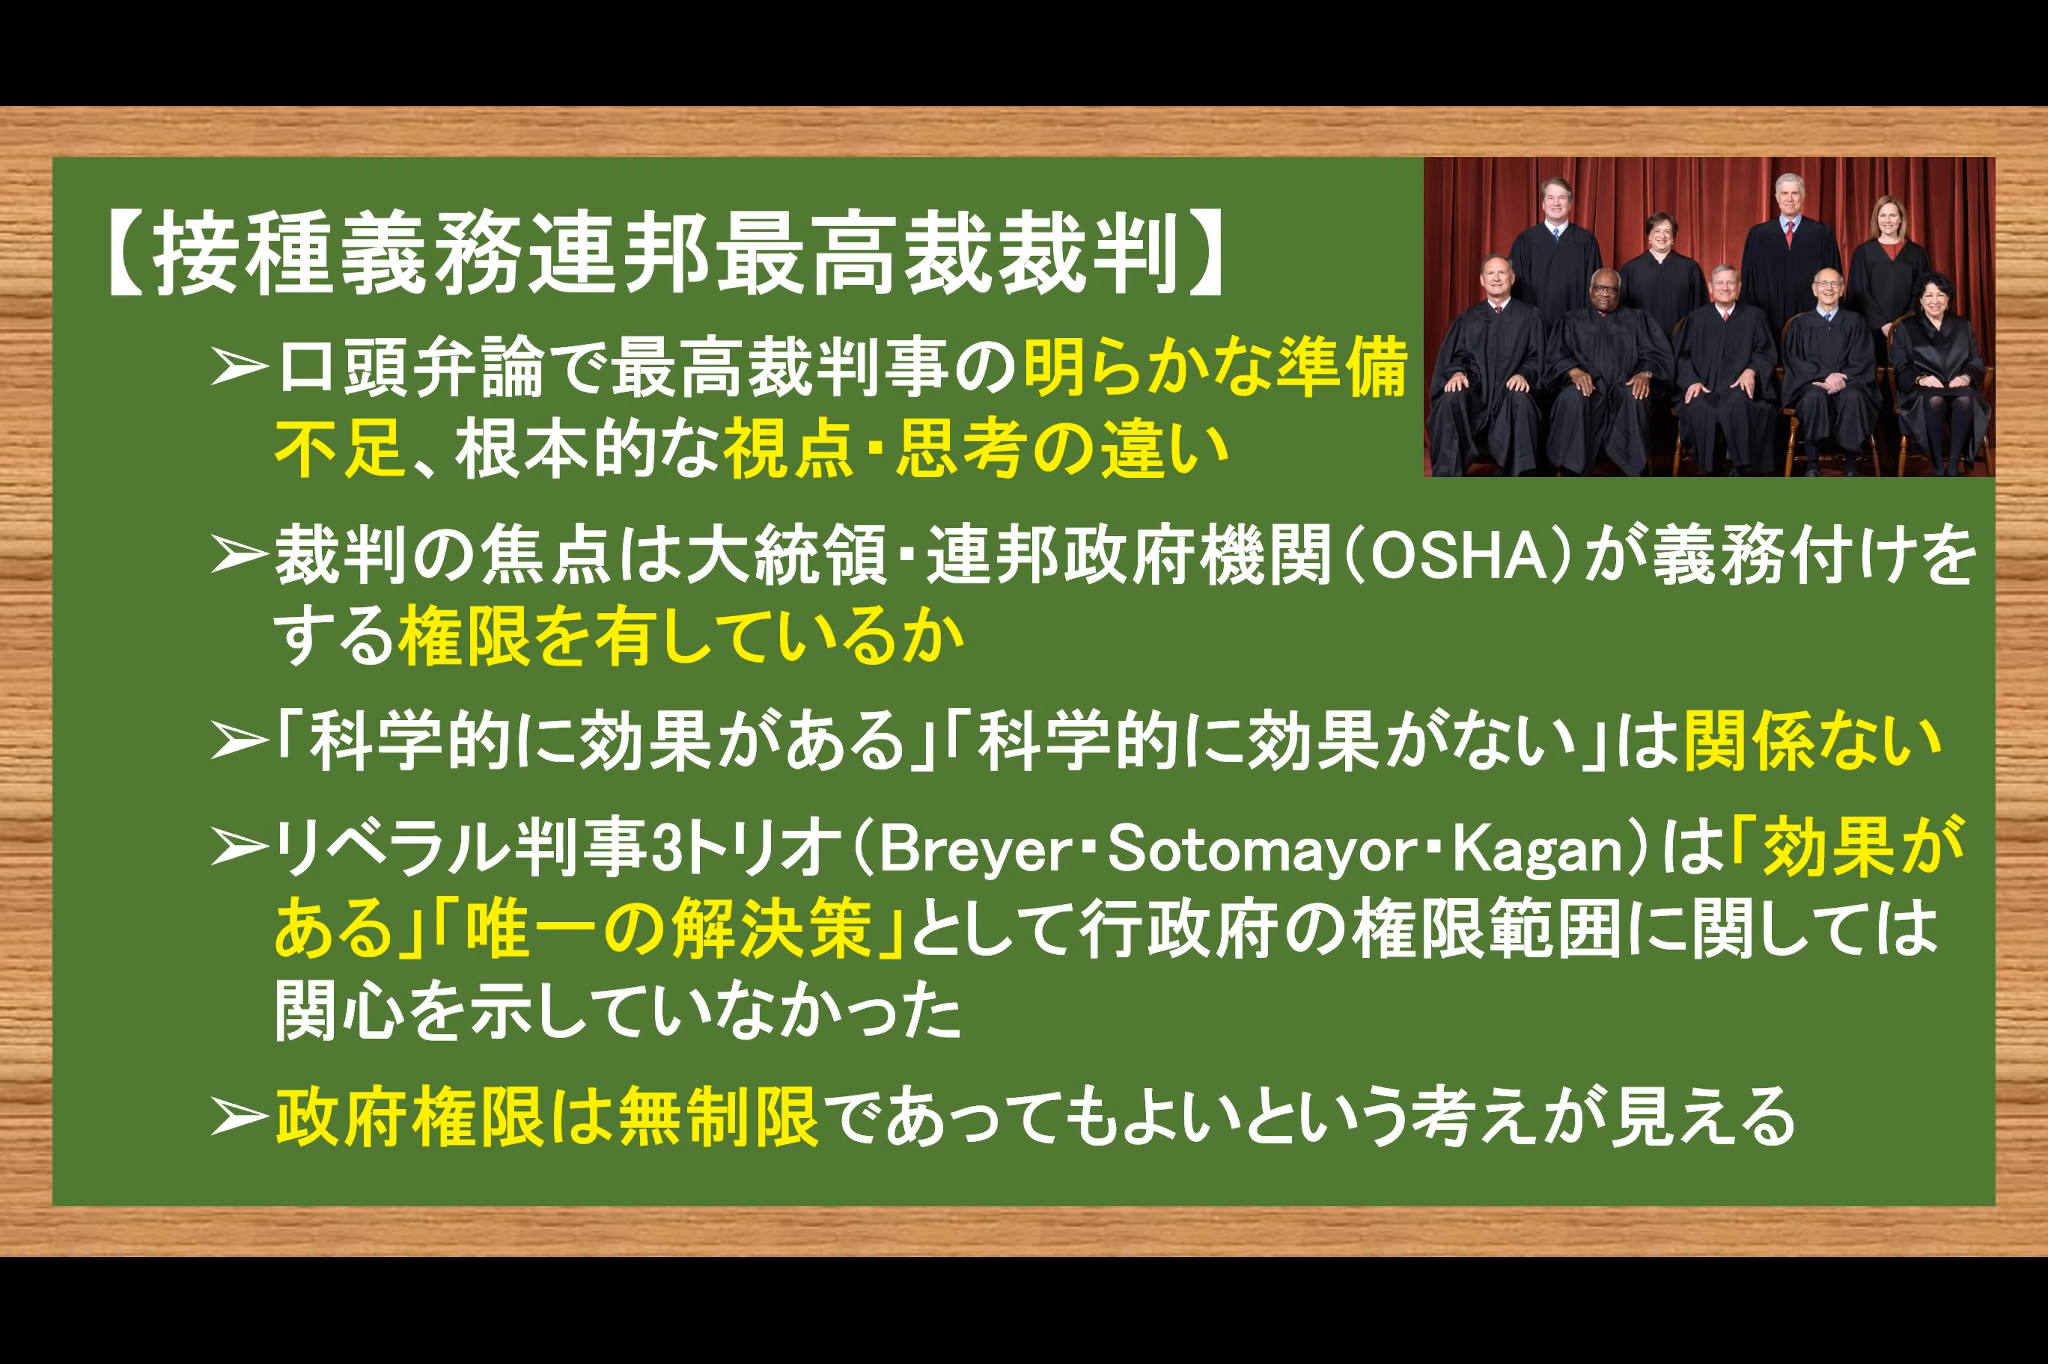 【接種義務連邦最高裁裁判】
➢口頭弁論で最高裁判事の明らかな準備
不足、根本的な視点・思考の違い
➢裁判の焦点は大統領・連邦政府機関(OSHA)が義務付けを
する権限を有しているか
➢「科学的に効果がある」「科学的に効果がない」は関係ない
➢リベラル判事3トリオ(Breyer・Sotomayor・Kagan)は「効果が
ある」「唯一の解決策」として行政府の権限範囲に関しては
関心を示していなかった
➢政府権限は無制限であってもよいという考えが見える